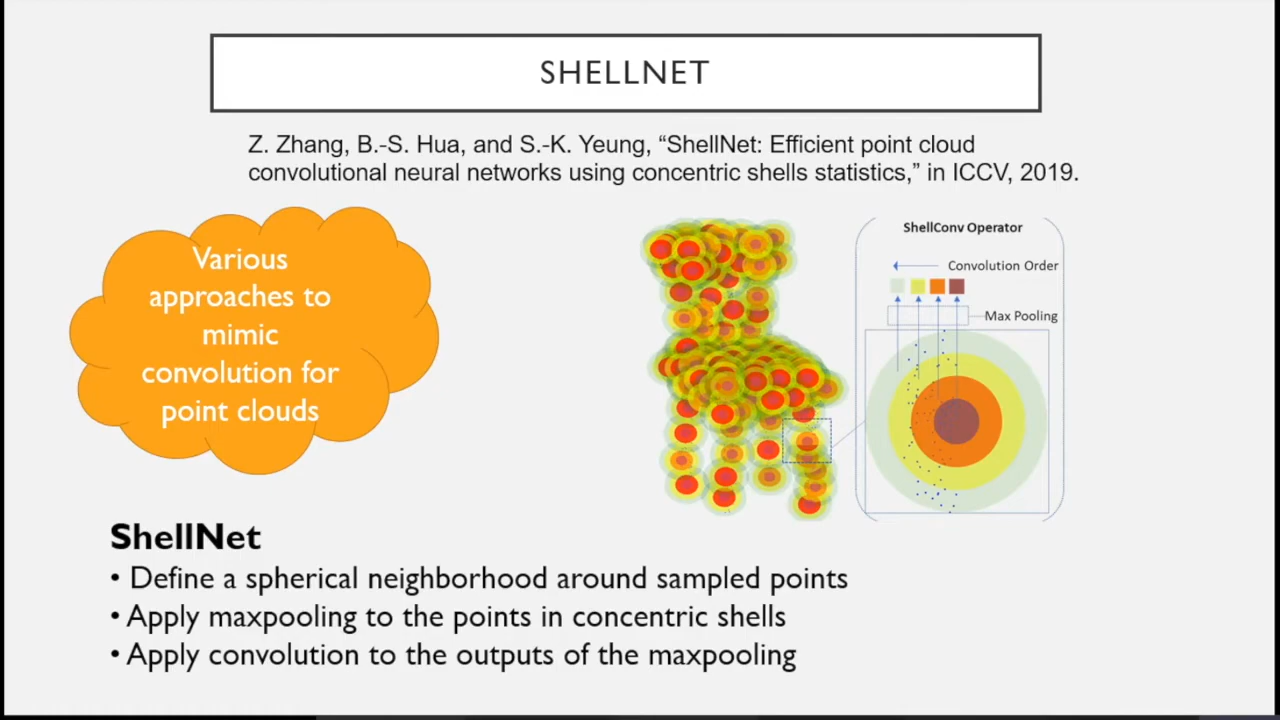 SHELLNET
Z. Zhang, B.-S. Hua, and S.-K. Yeung, “ShellNet: Efficient point cloud
convolutional neural networks using concentric shells statistics,” in ICCV, 2019.
Various
approaches to
mimic
convolution for
point clouds
ShellConv Operator
Convolution Order
Max Pooling
ShellNet
• Define a spherical neighborhood around sampled points
• Apply maxpooling to the points in concentric shells
• Apply convolution to the outputs of the maxpooling